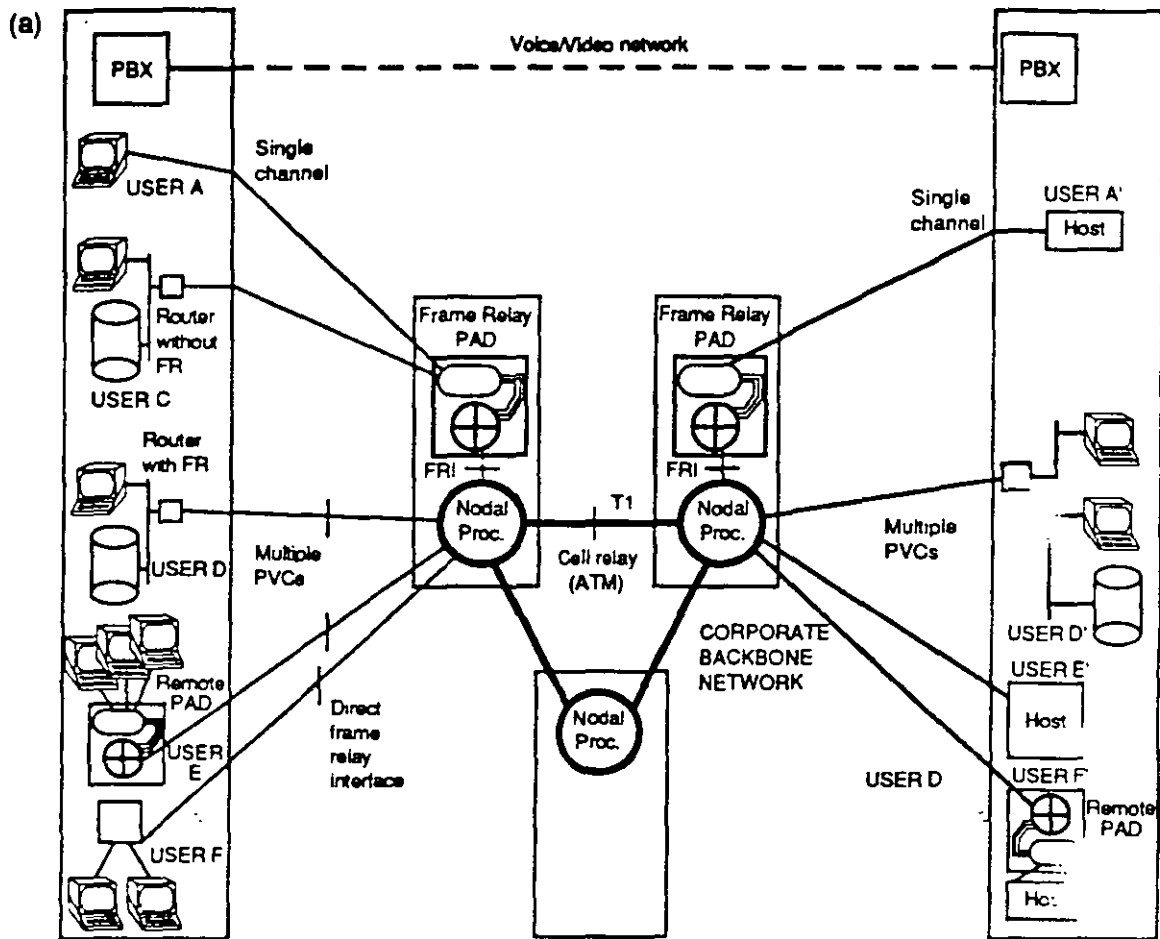 (a)
Voice/Video network
PBX
PBX
USER A
Single
channel
Single
channel
USER A'
Host
Router
without
FR
USER C
Frame Relay
PAD
Frame Relay
PAD
Router
with FR
FRI
FRI
T1
Nodal
Proc.
Nodal
Proc.
USER D
Multiple
PVCs
Cell relay
(ATM)
Multiple
PVCs
USER D'
CORPORATE
BACKBONE
NETWORK
USER E'
Host
Remote
PAD
USER
E
Direct
frame
relay
interface
Nodal
Proc.
USER D
USER F'
Remote
PAD
USER F